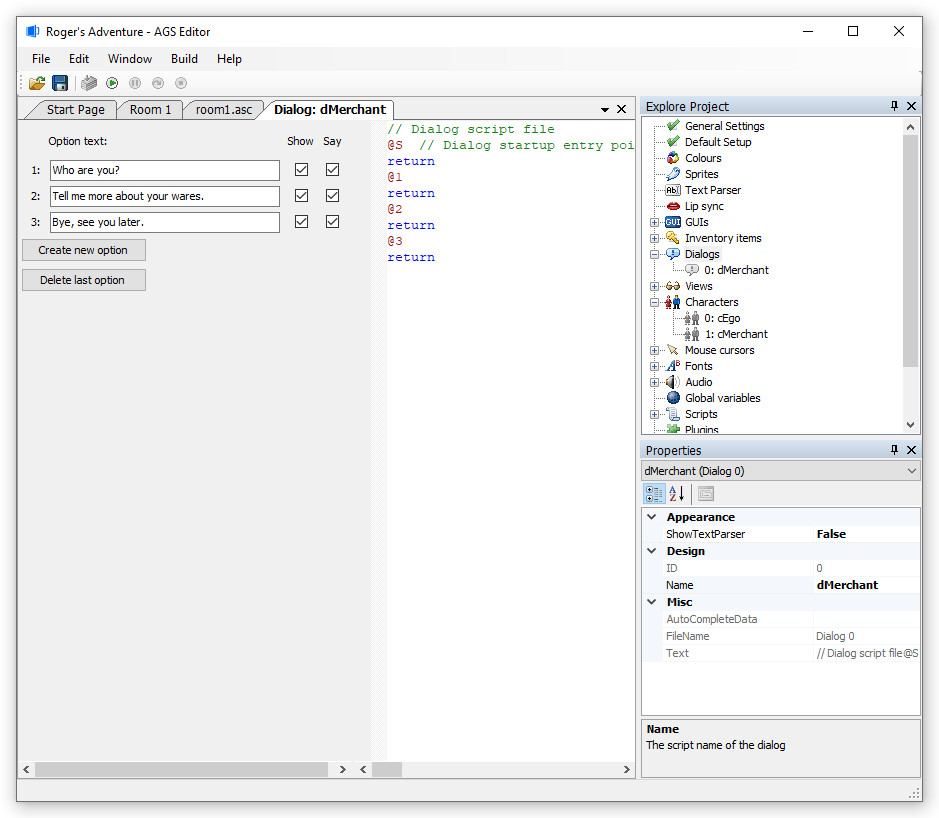 Roger's Adventure - AGS Editor
File Edit Window Build Help
Start Page Room 1 room1.asc Dialog: dMerchant
Option text: Show Say
1: Who are you?
2: Tell me more about your wares.
3: Bye, see you later.
Create new option
Delete last option
// Dialog script file
@S // Dialog startup entry poi
return
@1
return
@2
return
@3
return
Explore Project
General Settings
Default Setup
Colours
Sprites
Ab| Text Parser
Lip sync
GUI GUIs
Inventory items
Dialogs
0: dMerchant
Views
Characters
0: cEgo
1: cMerchant
Mouse cursors
Fonts
Audio
Global variables
Scripts
Plugins
Properties
dMerchant (Dialog 0)
Appearance
ShowTextParser False
Design
ID 0
Name dMerchant
Misc
AutoCompleteData
FileName Dialog 0
Text // Dialog script file@S
Name
The script name of the dialog